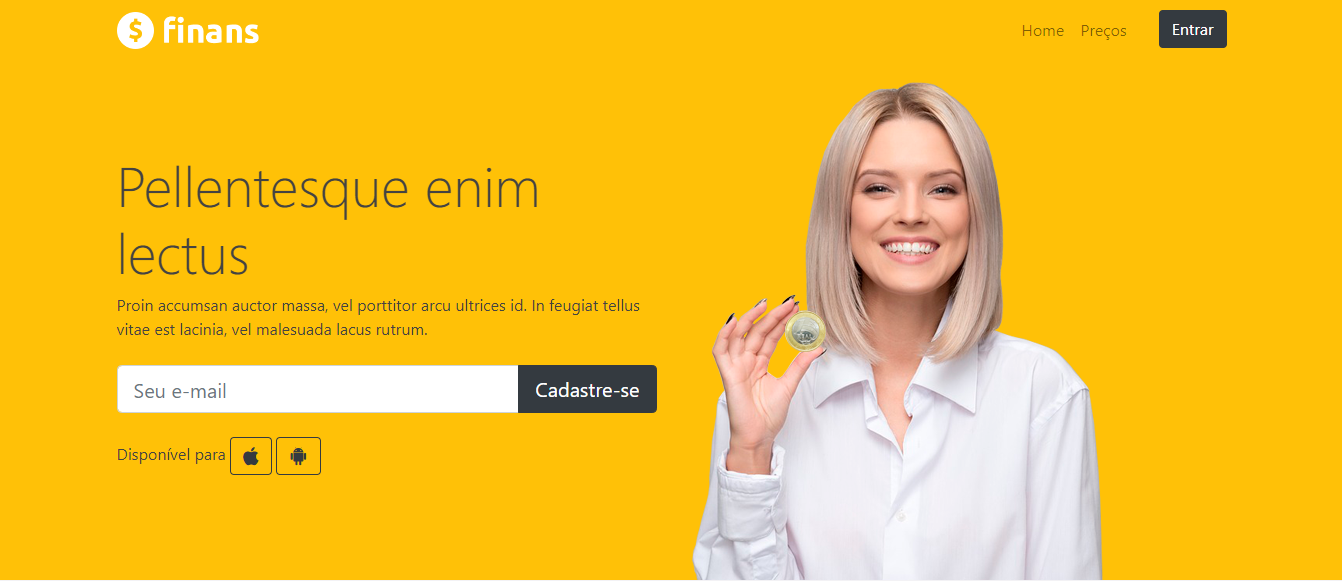 finans
Home
Preços
Entrar
Pellentesque enim
lectus
Proin accumsan auctor massa, vel porttitor arcu ultrices id. In feugiat tellus
vitae est lacinia, vel malesuada lacus rutrum.
Seu e-mail
Cadastre-se
Disponível para